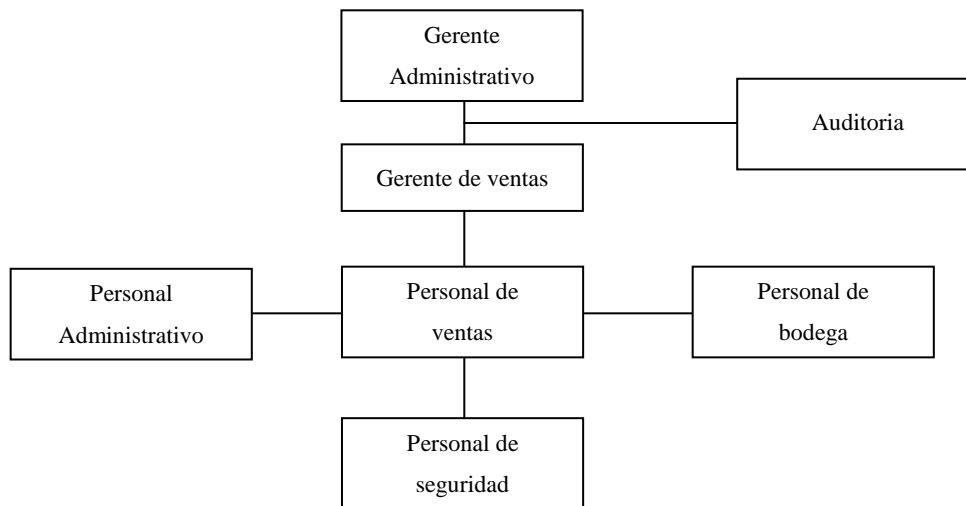 Gerente
Administrativo
Auditoria
Gerente de ventas
Personal
Administrativo
Personal de
ventas
Personal de
bodega
Personal de
seguridad